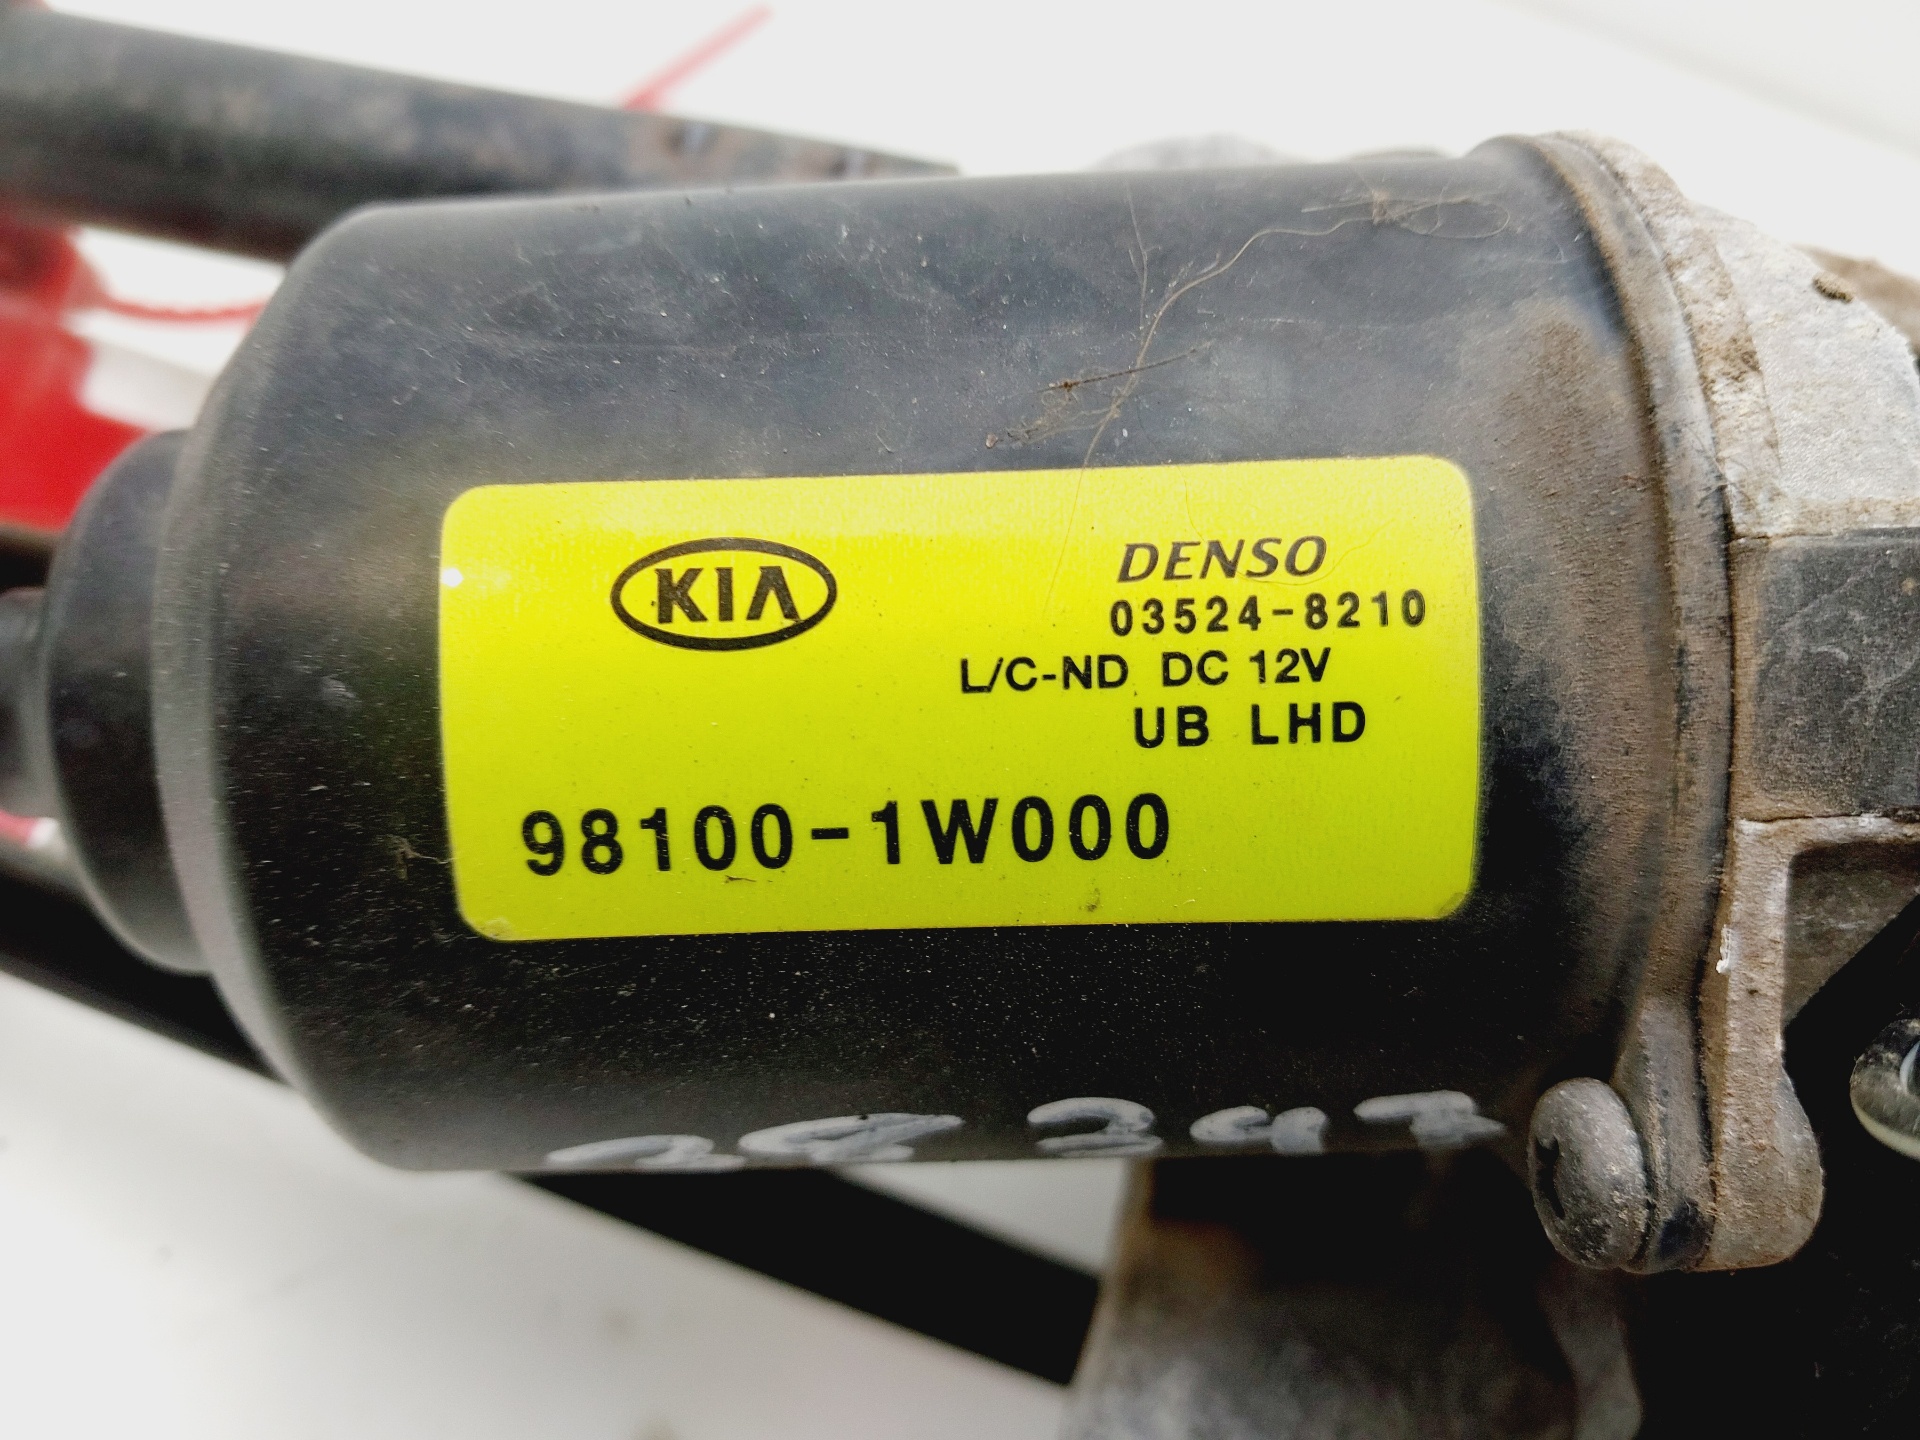 KIA
DENSO
03524-8210
L/C-ND DC 12V
UB LHD
98100-1W000